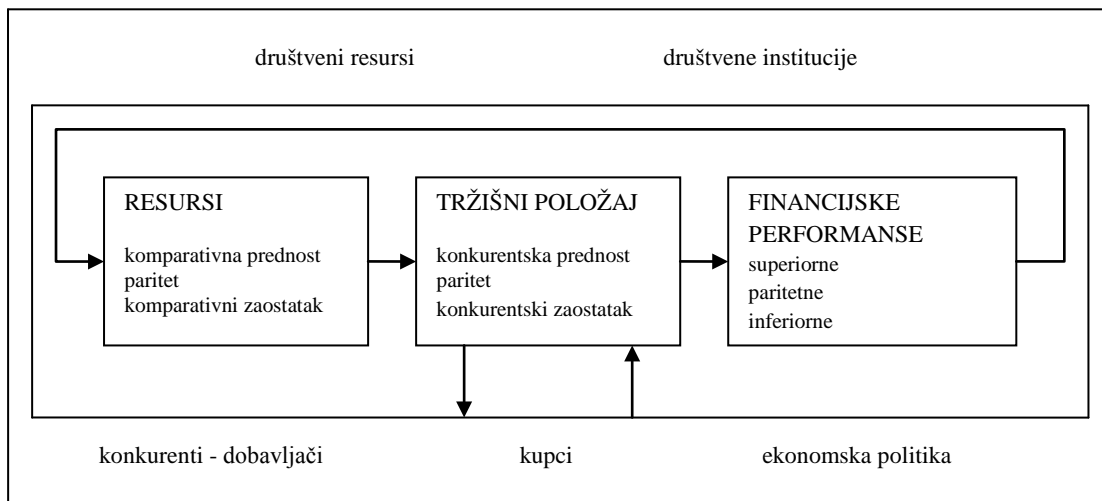 društveni resursi
društvene institucije
RESURSI
komparativna prednost
paritet
komparativni zaostatak
TRŽIŠNI POLOŽAJ
konkurentska prednost
paritet
konkurentski zaostatak
FINANCIJSKE
PERFORMANSE
superiorne
paritetne
inferiorne
konkurenti - dobavljači
kupci
ekonomska politika